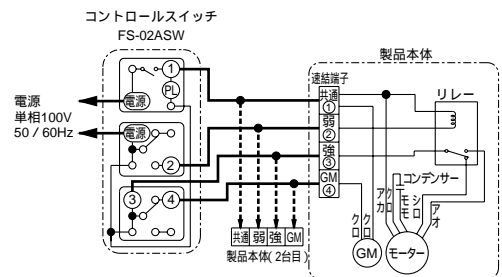 コントロールスイッチ
FS-02ASW
製品本体
① PL 電源
電源
単相100V
50 / 60Hz
電源 ②
③ ④
速結端子
共通
①
弱
②
強
③
GM
④
リレー
コンデンサー
アカ
クロ
モモ
シロ
アオ
クロ
クロ
GM
モーター
共通 弱 強 GM
製品本体(2台目)